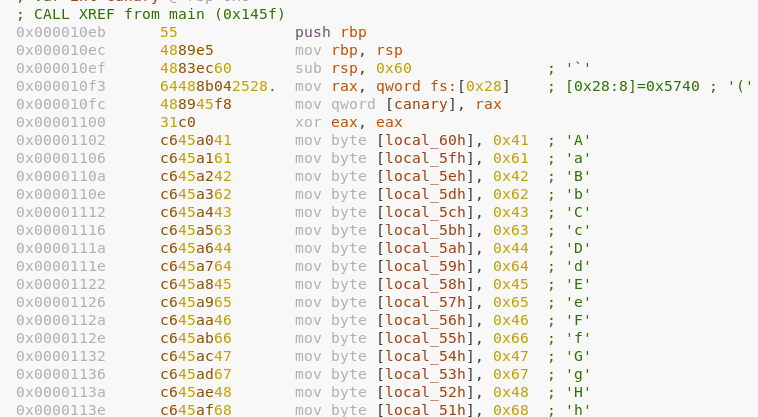 ; CALL XREF from main (0x145f)
0x000010eb 55 push rbp
0x000010ec 4889e5 mov rbp, rsp
0x000010ef 4883ec60 sub rsp, 0x60 ; '`'
0x000010f3 64488b042528. mov rax, qword fs:[0x28] ; [0x28:8]=0x5740 ; '('
0x000010fc 488945f8 mov qword [canary], rax
0x00001100 31c0 xor eax, eax
0x00001102 c645a041 mov byte [local_60h], 0x41 ; 'A'
0x00001106 c645a161 mov byte [local_5fh], 0x61 ; 'a'
0x0000110a c645a242 mov byte [local_5eh], 0x42 ; 'B'
0x0000110e c645a362 mov byte [local_5dh], 0x62 ; 'b'
0x00001112 c645a443 mov byte [local_5ch], 0x43 ; 'C'
0x00001116 c645a563 mov byte [local_5bh], 0x63 ; 'c'
0x0000111a c645a644 mov byte [local_5ah], 0x44 ; 'D'
0x0000111e c645a764 mov byte [local_59h], 0x64 ; 'd'
0x00001122 c645a845 mov byte [local_58h], 0x45 ; 'E'
0x00001126 c645a965 mov byte [local_57h], 0x65 ; 'e'
0x0000112a c645aa46 mov byte [local_56h], 0x46 ; 'F'
0x0000112e c645ab66 mov byte [local_55h], 0x66 ; 'f'
0x00001132 c645ac47 mov byte [local_54h], 0x47 ; 'G'
0x00001136 c645ad67 mov byte [local_53h], 0x67 ; 'g'
0x0000113a c645ae48 mov byte [local_52h], 0x48 ; 'H'
0x0000113e c645af68 mov byte [local_51h], 0x68 ; 'h'